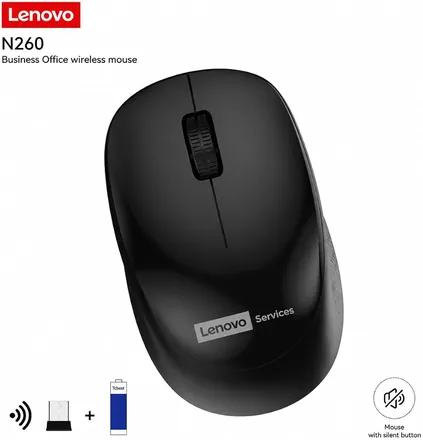 Lenovo
N260
Business Office wireless mouse
Lenovo Services
+
Mouse
with silent button